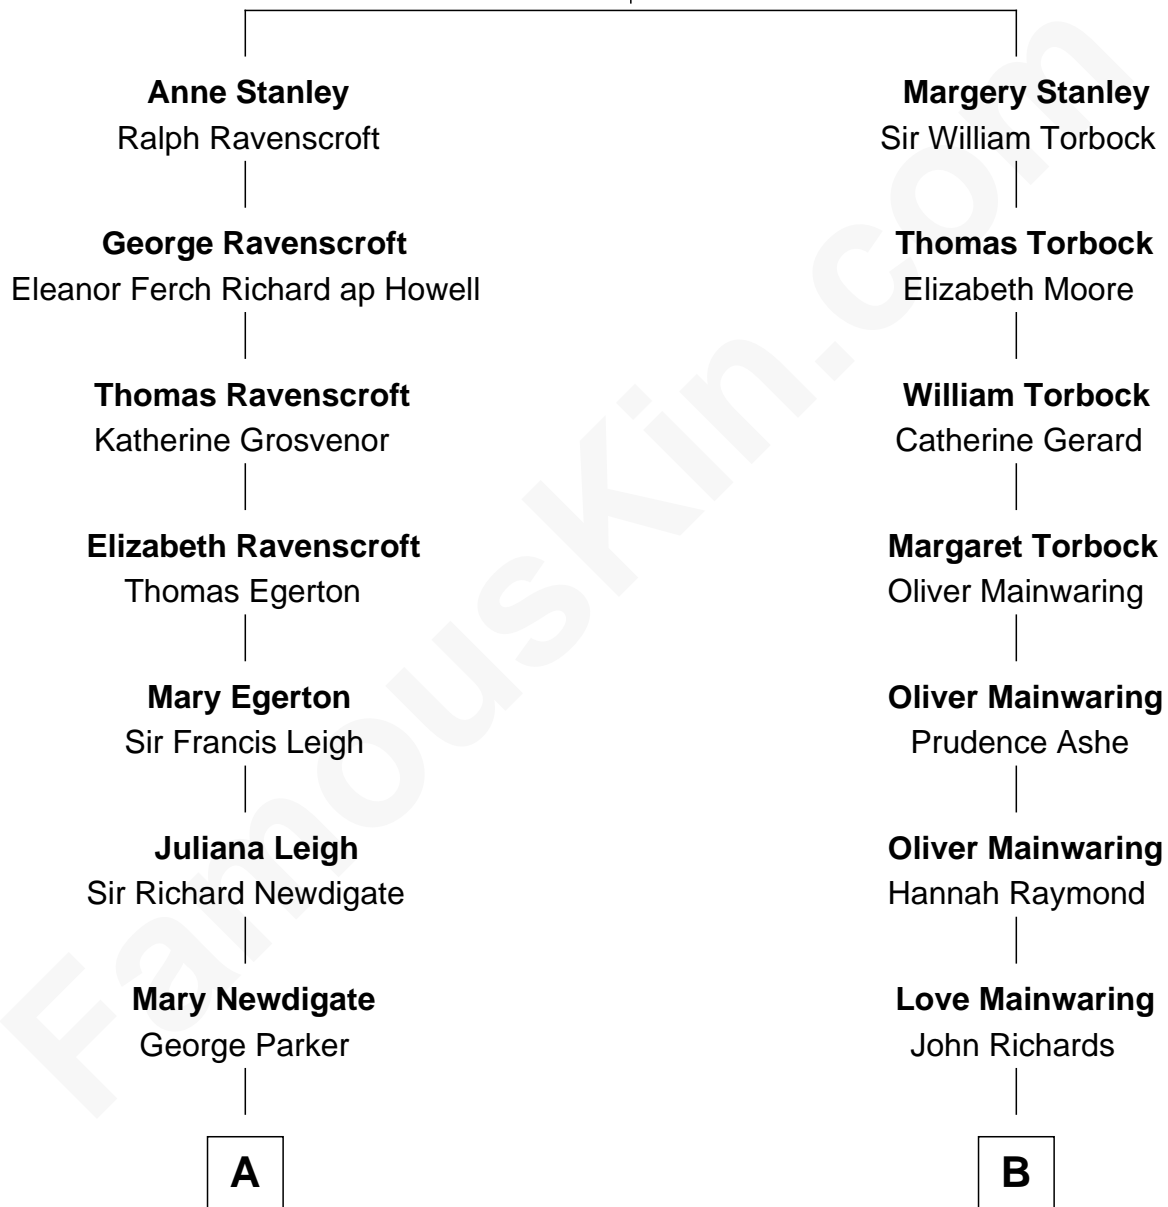 Anne Stanley
Ralph Ravenscroft
George Ravenscroft
Eleanor Ferch Richard ap Howell
Thomas Ravenscroft
Katherine Grosvenor
Elizabeth Ravenscroft
Thomas Egerton
Mary Egerton
Sir Francis Leigh
Juliana Leigh
Sir Richard Newdigate
Mary Newdigate
George Parker
A
Margery Stanley
Sir William Torbock
Thomas Torbock
Elizabeth Moore
William Torbock
Catherine Gerard
Margaret Torbock
Oliver Mainwaring
Oliver Mainwaring
Prudence Ashe
Oliver Mainwaring
Hannah Raymond
Love Mainwaring
John Richards
B
FamousKin.com